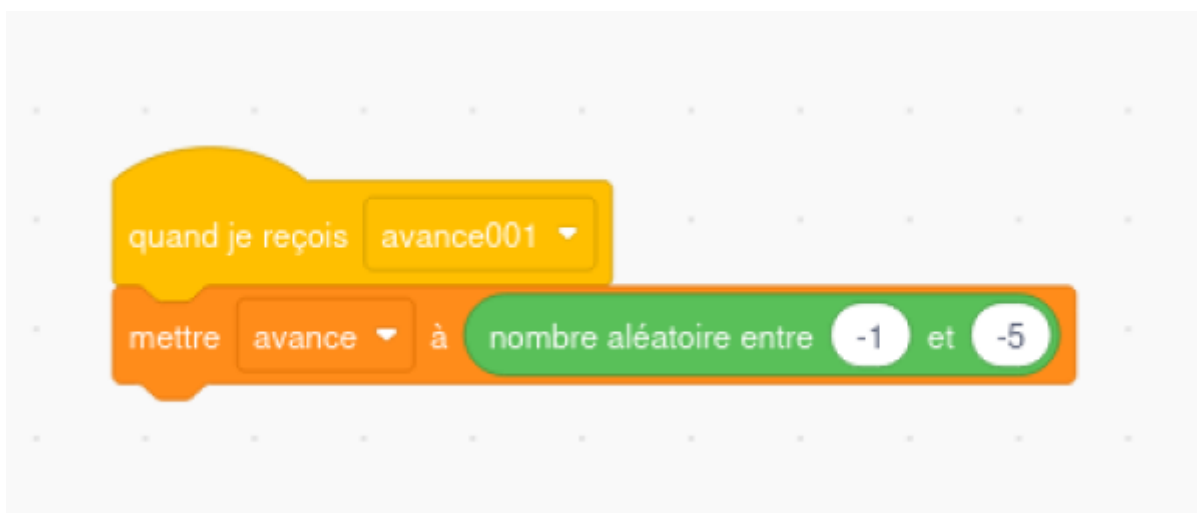 quand je reçois avance001
mettre avance à nombre aléatoire entre -1 et -5